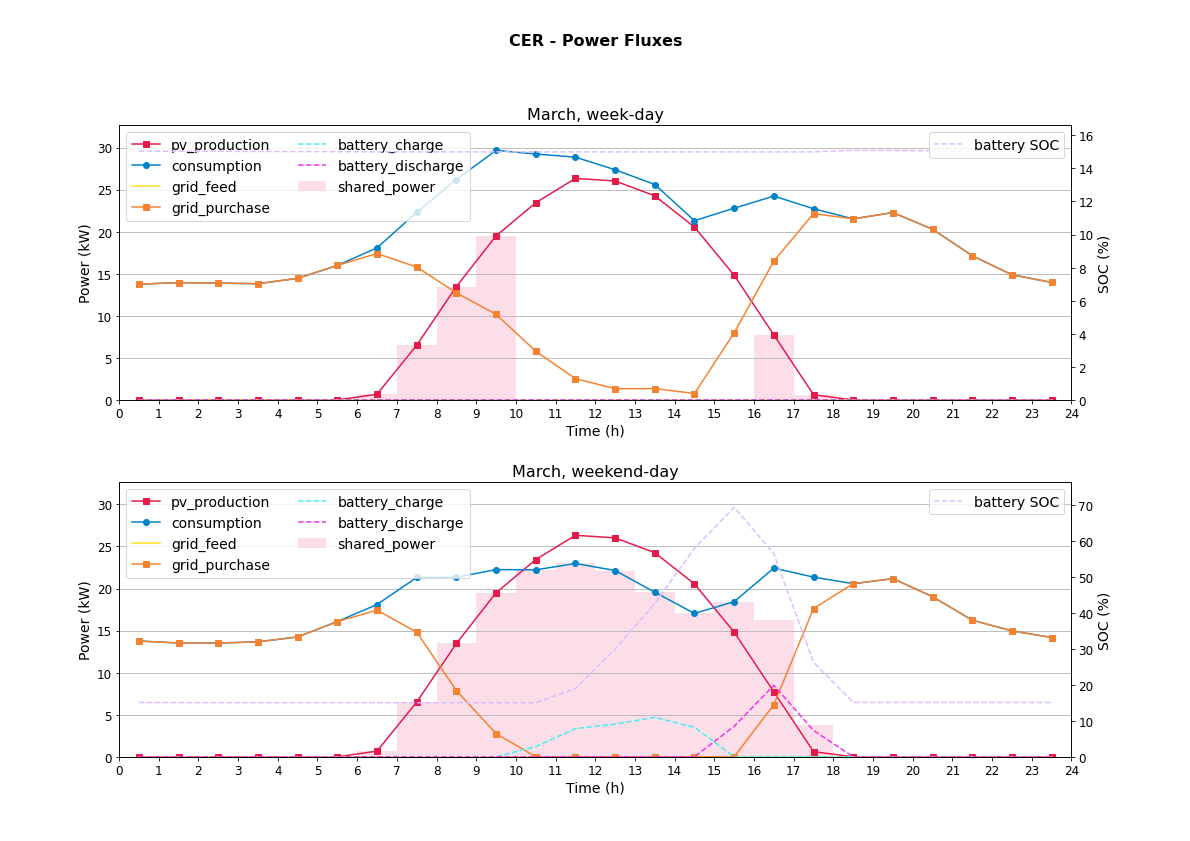 CER - Power Fluxes
March, week-day
pv_production
consumption
grid_feed
grid_purchase
battery_charge
battery_discharge
shared_power
battery SOC
Power (kW)
30
25
20
15
10
5
0
16
14
12
10
8
6
4
2
0
SOC (%)
0 1 2 3 4 5 6 7 8 9 10 11 12 13 14 15 16 17 18 19 20 21 22 23 24
Time (h)
March, weekend-day
pv_production
consumption
grid_feed
grid_purchase
battery_charge
battery_discharge
shared_power
battery SOC
Power (kW)
30
25
20
15
10
5
0
70
60
50
40
30
20
10
0
SOC (%)
0 1 2 3 4 5 6 7 8 9 10 11 12 13 14 15 16 17 18 19 20 21 22 23 24
Time (h)